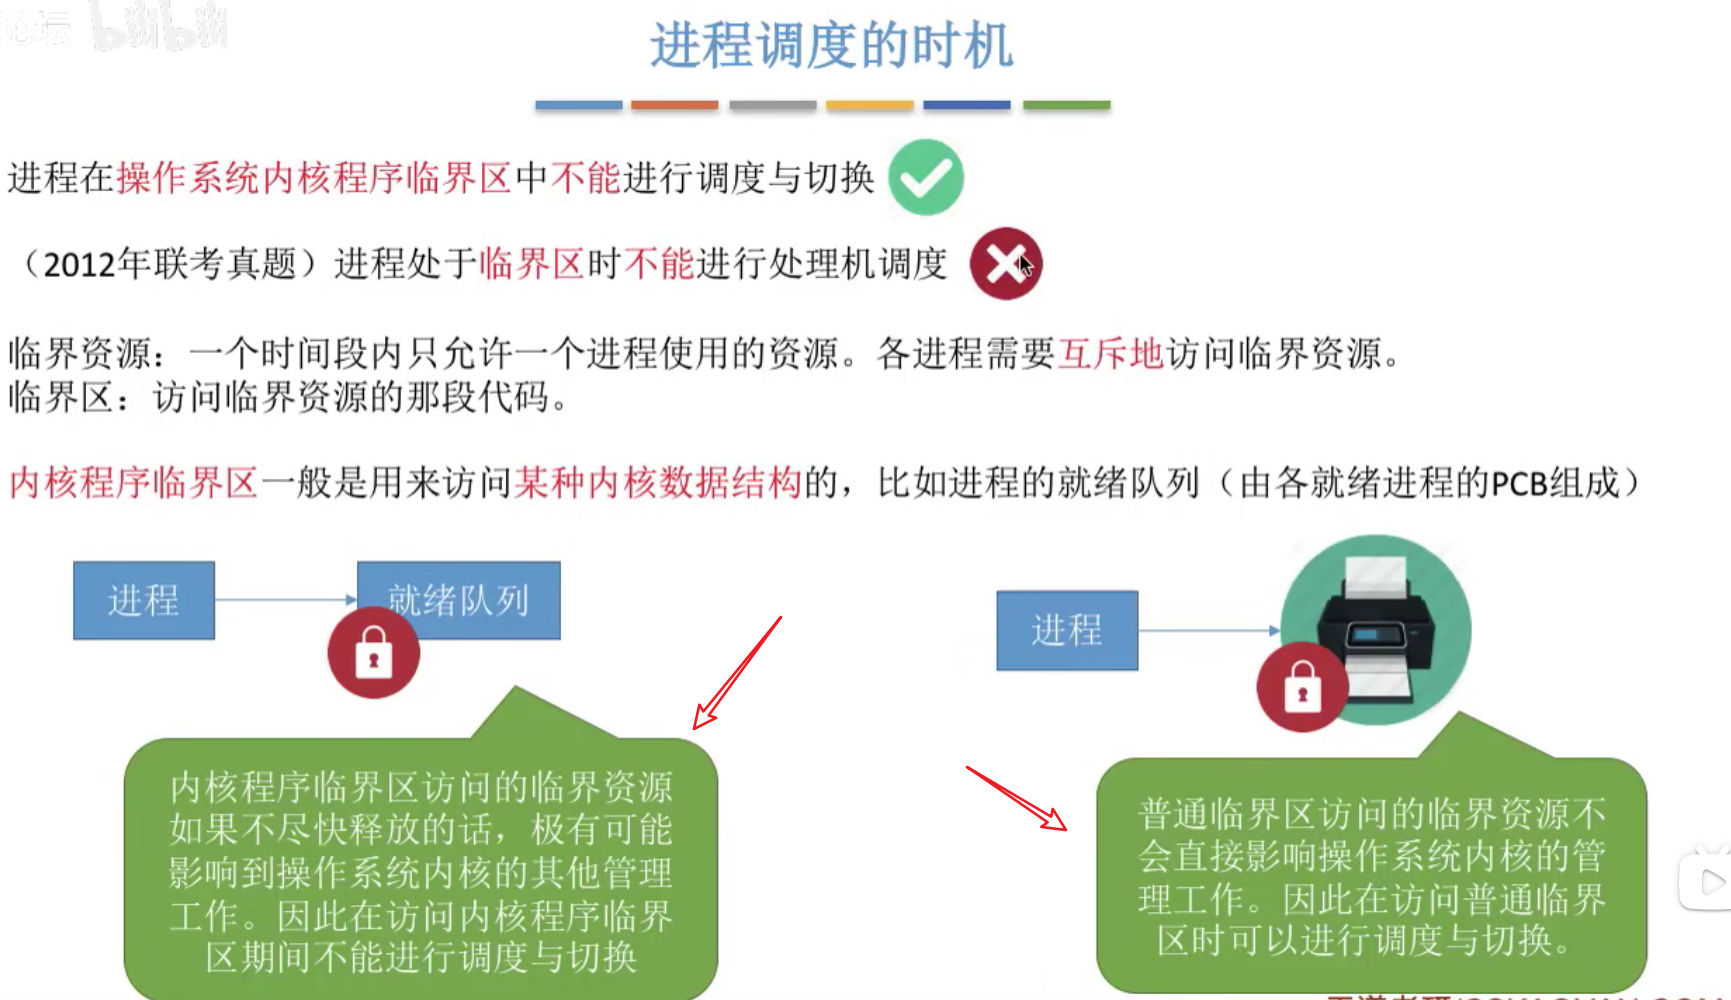 论坛 bilibili
进程调度的时机
进程在操作系统内核程序临界区中不能进行调度与切换
（2012年联考真题）进程处于临界区时不能进行处理机调度
临界资源：一个时间段内只允许一个进程使用的资源。各进程需要互斥地访问临界资源。
临界区：访问临界资源的那段代码。
内核程序临界区一般是用来访问某种内核数据结构的，比如进程的就绪队列（由各就绪进程的PCB组成）
进程
就绪队列
内核程序临界区访问的临界资源
如果不尽快释放的话，极有可能
影响到操作系统内核的其他管理
工作。因此在访问内核程序临界
区期间不能进行调度与切换
进程
普通临界区访问的临界资源不
会直接影响操作系统内核的管
理工作。因此在访问普通临界
区时可以进行调度与切换。